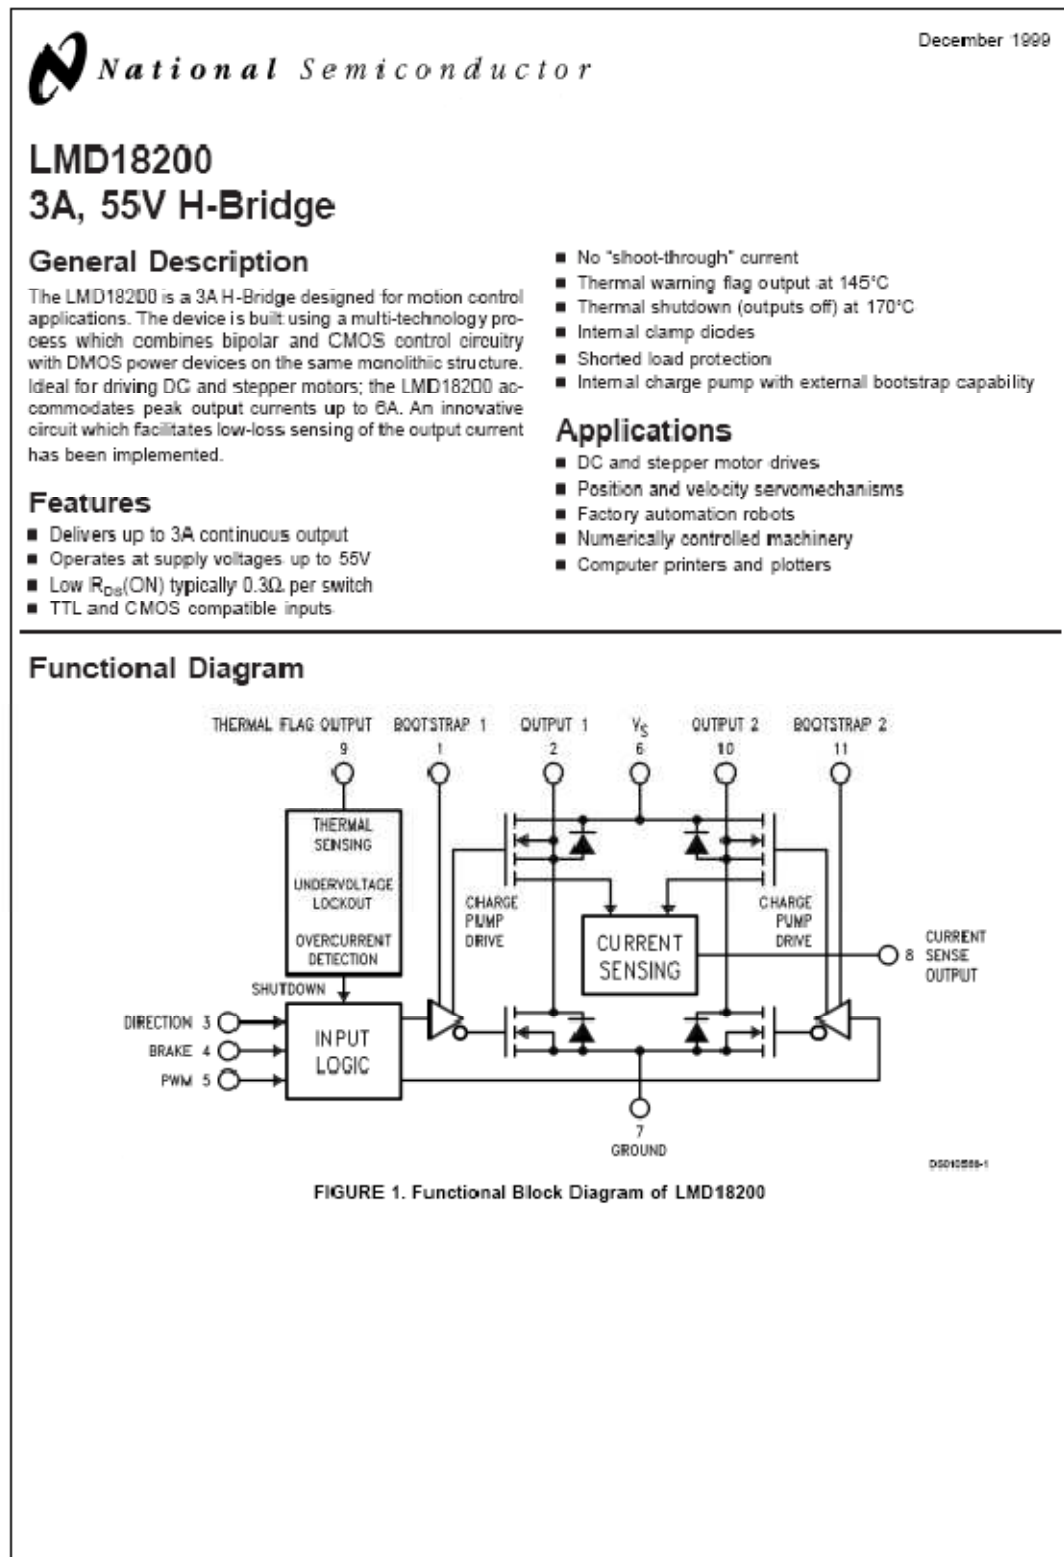 December 1999
National Semiconductor
LMD18200
3A, 55V H-Bridge
General Description
The LMD18200 is a 3A H-Bridge designed for motion control
applications. The device is built using a multi-technology pro-
cess which combines bipolar and CMOS control circuitry
with DMOS power devices on the same monolithic structure.
Ideal for driving DC and stepper motors; the LMD18200 ac-
commodates peak output currents up to 6A. An innovative
circuit which facilitates low-loss sensing of the output current
has been implemented.
Features
■ Delivers up to 3A continuous output
■ Operates at supply voltages up to 55V
■ Low RDS(ON) typically 0.3Ω per switch
■ TTL and CMOS compatible inputs
■ No "shoot-through" current
■ Thermal warning flag output at 145°C
■ Thermal shutdown (outputs off) at 170°C
■ Internal clamp diodes
■ Shorted load protection
■ Internal charge pump with external bootstrap capability
Applications
■ DC and stepper motor drives
■ Position and velocity servomechanisms
■ Factory automation robots
■ Numerically controlled machinery
■ Computer printers and plotters
Functional Diagram
THERMAL FLAG OUTPUT BOOTSTRAP 1 OUTPUT 1 VS OUTPUT 2 BOOTSTRAP 2
9 1 2 6 10 11
THERMAL
SENSING
UNDERVOLTAGE
LOCKOUT
OVERCURRENT
DETECTION
CHARGE
PUMP
DRIVE
CURRENT
SENSING
CHARGE
PUMP
DRIVE
8 CURRENT
SENSE
OUTPUT
SHUTDOWN
DIRECTION 3
BRAKE 4
PWM 5
INPUT
LOGIC
7
GROUND
FIGURE 1. Functional Block Diagram of LMD18200